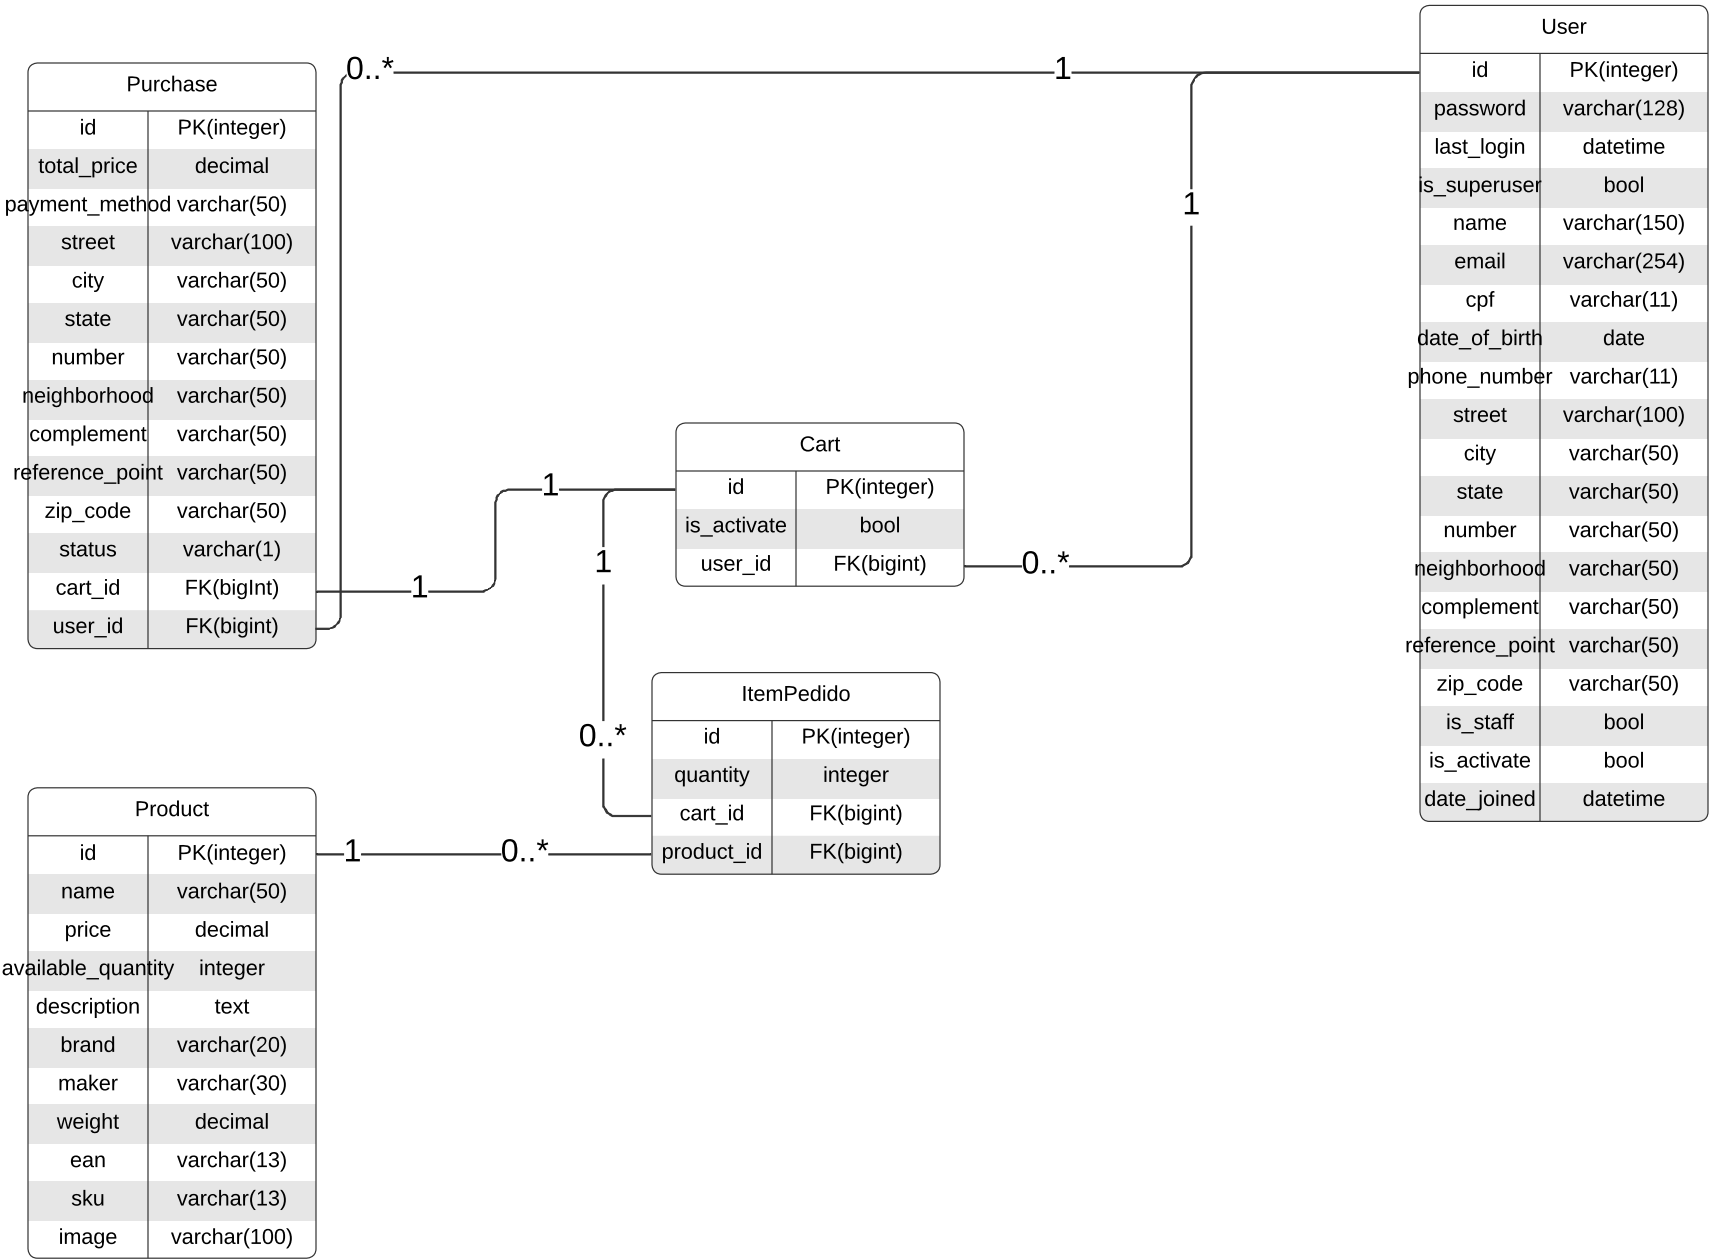 Purchase
id PK(integer)
total_price decimal
payment_method varchar(50)
street varchar(100)
city varchar(50)
state varchar(50)
number varchar(50)
neighborhood varchar(50)
complement varchar(50)
reference_point varchar(50)
zip_code varchar(50)
status varchar(1)
cart_id FK(bigInt)
user_id FK(bigint)
0..* 1
1
0..*
1
1
1
0..*
1 0..*
User
id PK(integer)
password varchar(128)
last_login datetime
is_superuser bool
name varchar(150)
email varchar(254)
cpf varchar(11)
date_of_birth date
phone_number varchar(11)
street varchar(100)
city varchar(50)
state varchar(50)
number varchar(50)
neighborhood varchar(50)
complement varchar(50)
reference_point varchar(50)
zip_code varchar(50)
is_staff bool
is_activate bool
date_joined datetime
Cart
id PK(integer)
is_activate bool
user_id FK(bigint)
ItemPedido
id PK(integer)
quantity integer
cart_id FK(bigint)
product_id FK(bigint)
Product
id PK(integer)
name varchar(50)
price decimal
available_quantity integer
description text
brand varchar(20)
maker varchar(30)
weight decimal
ean varchar(13)
sku varchar(13)
image varchar(100)